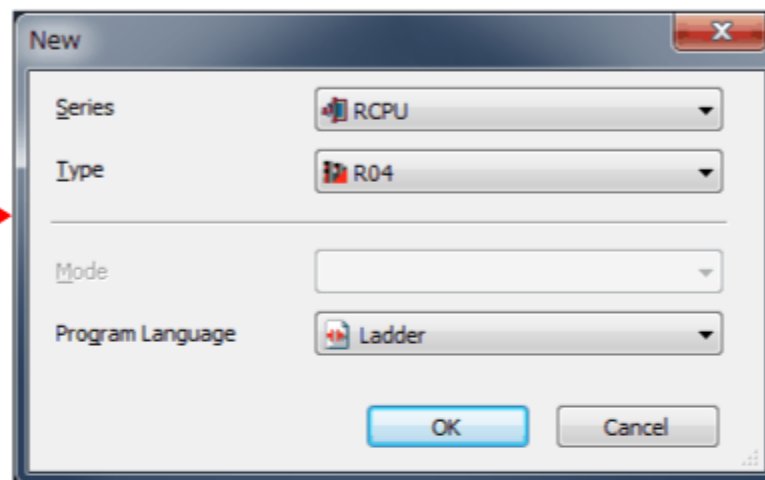 New
Series RCPU
Type R04
Mode
Program Language Ladder
OK Cancel